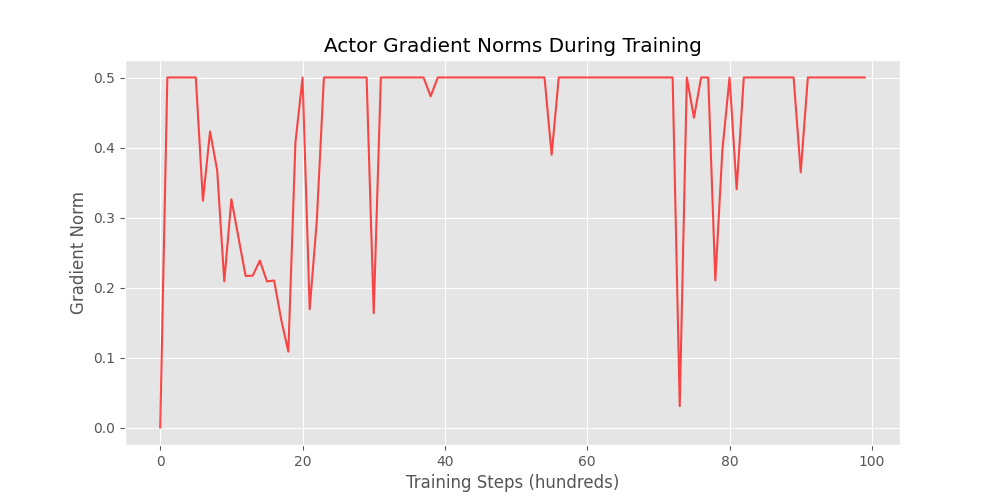 Actor Gradient Norms During Training
0.5
0.4
0.3
0.2
0.1
0.0
Gradient Norm
0 20 40 60 80 100
Training Steps (hundreds)